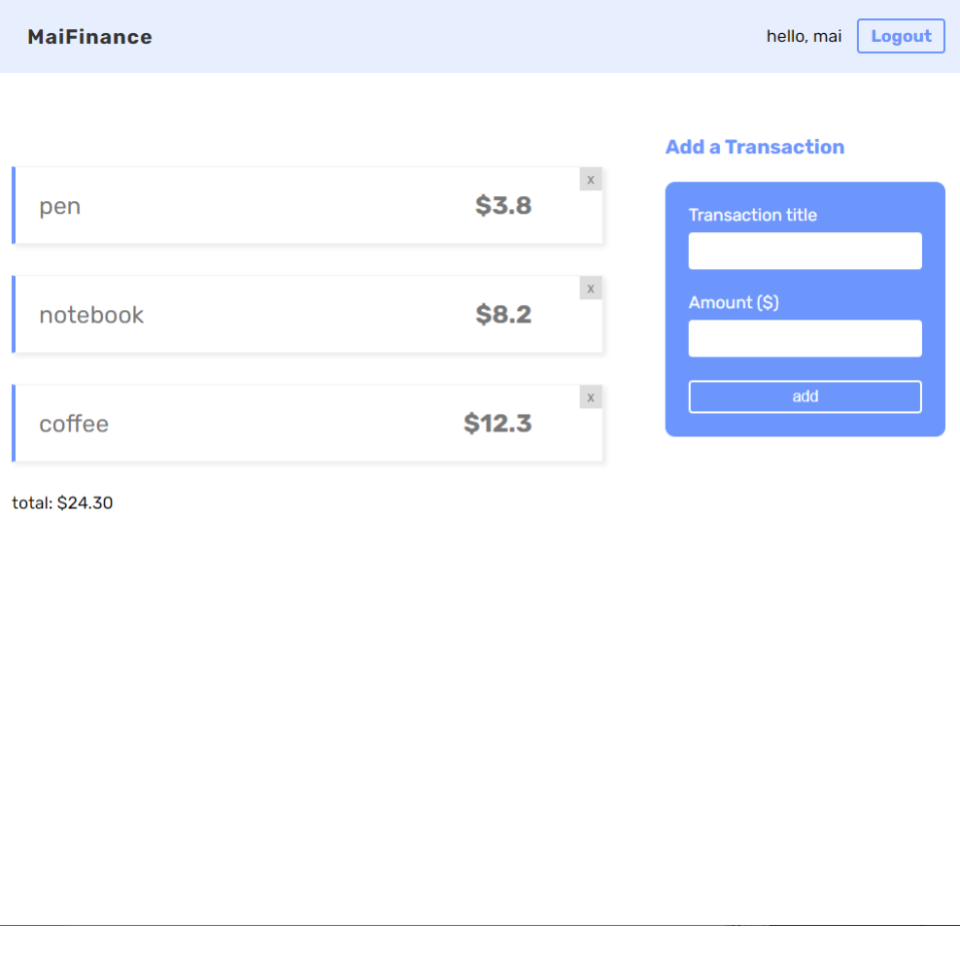 MaiFinance
hello, mai
Logout
x
pen
$3.8
x
notebook
$8.2
x
coffee
$12.3
total: $24.30
Add a Transaction
Transaction title
Amount ($)
add